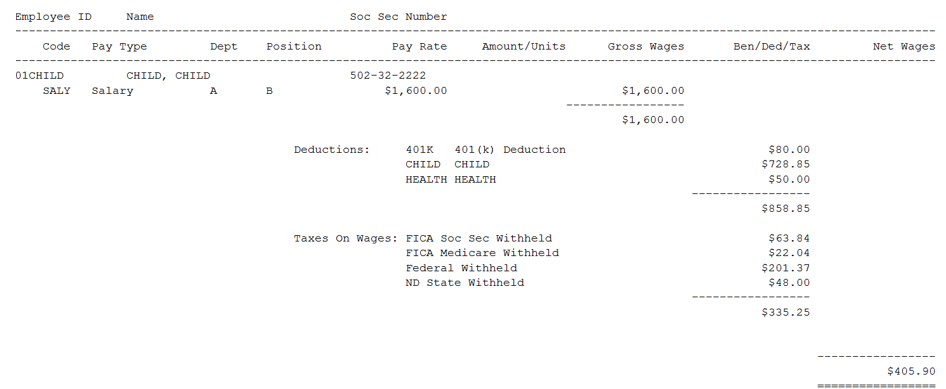 Employee ID Name Soc Sec Number
Code Pay Type Dept Position Pay Rate Amount/Units Gross Wages Ben/Ded/Tax Net Wages
01CHILD CHILD, CHILD 502-32-2222
SALY Salary A B $1,600.00 $1,600.00
$1,600.00
Deductions: 401K 401(k) Deduction $80.00
CHILD CHILD $728.85
HEALTH HEALTH $50.00
$858.85
Taxes On Wages: FICA Soc Sec Withheld $63.84
FICA Medicare Withheld $22.04
Federal Withheld $201.37
ND State Withheld $48.00
$335.25
$405.90